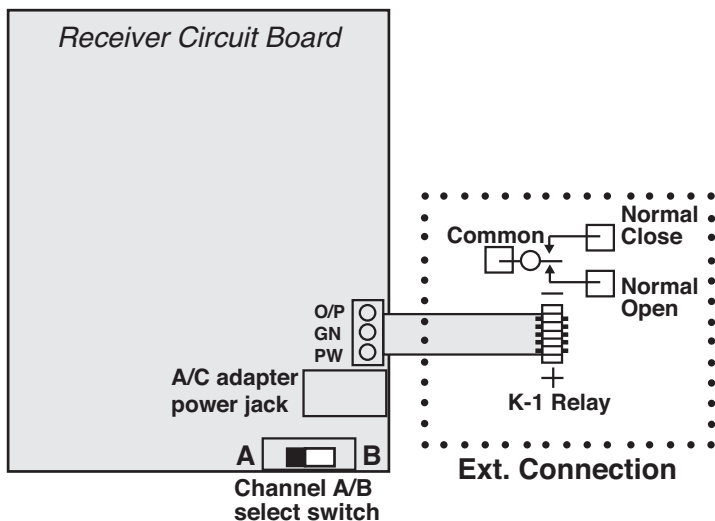 Receiver Circuit Board
Common
Normal
Close
Normal
Open
O/P
GN
PW
A/C adapter
power jack
K-1 Relay
A
B
Channel A/B
select switch
Ext. Connection